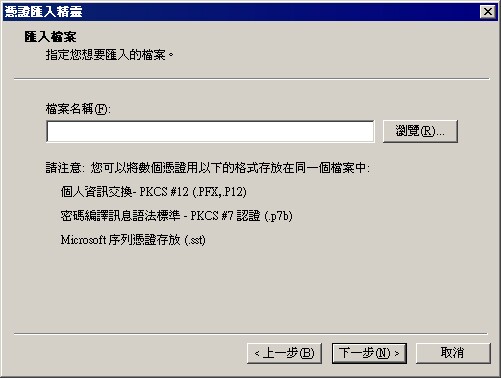 憑證匯入精靈
匯入檔案
指定您想要匯入的檔案。
檔案名稱(F):
瀏覽(R)...
請注意: 您可以將數個憑證用以下的格式存放在同一個檔案中:
個人資訊交換- PKCS #12 (.PFX,.P12)
密碼編譯訊息語法標準 - PKCS #7 認證 (.p7b)
Microsoft 序列憑證存放 (.sst)
< 上一步(B) 下一步(N) > 取消